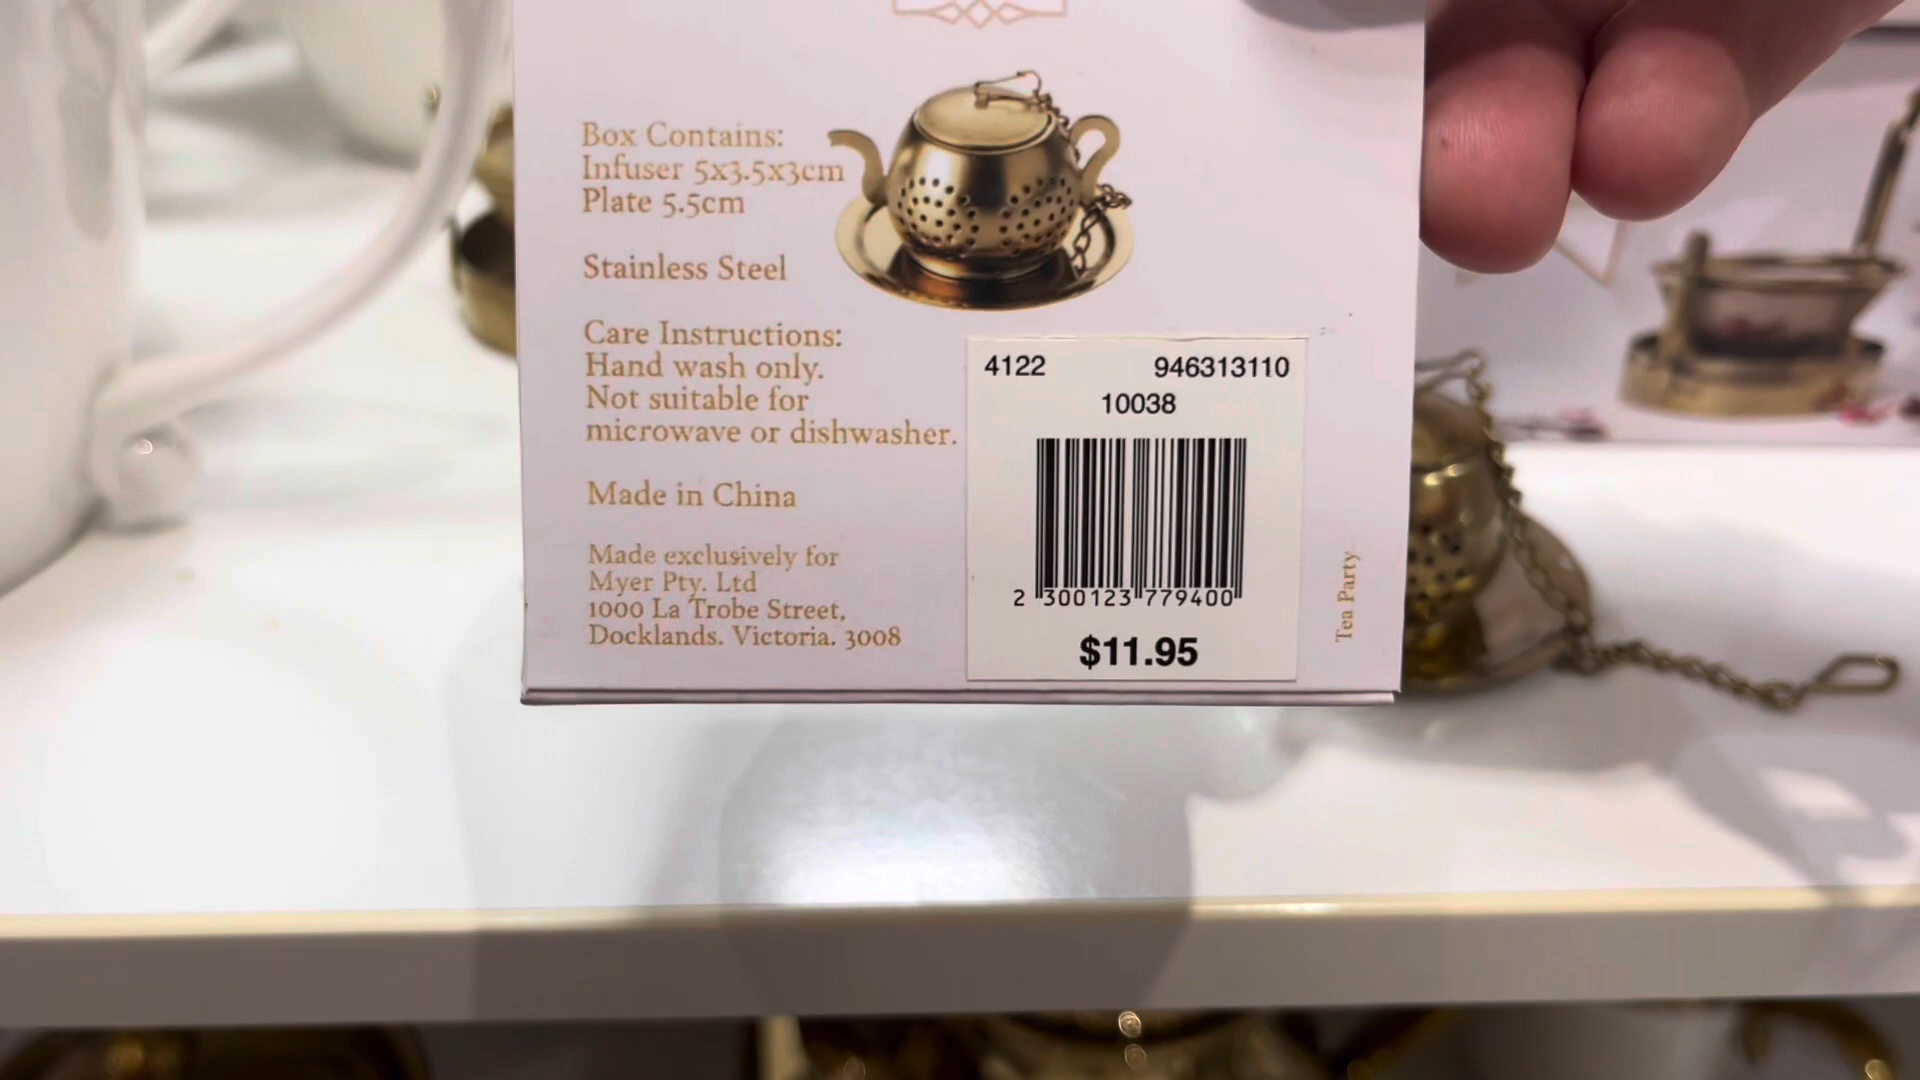 Box Contains:
Infuser 5x3.5x3cm
Plate 5.5cm
Stainless Steel
Care Instructions:
Hand wash only.
Not suitable for
microwave or dishwasher.
Made in China
Made exclusively for
Myer Pty. Ltd
1000 La Trobe Street,
Docklands. Victoria. 3008
4122 946313110
10038
2 300123 779400
$11.95
Tea Party